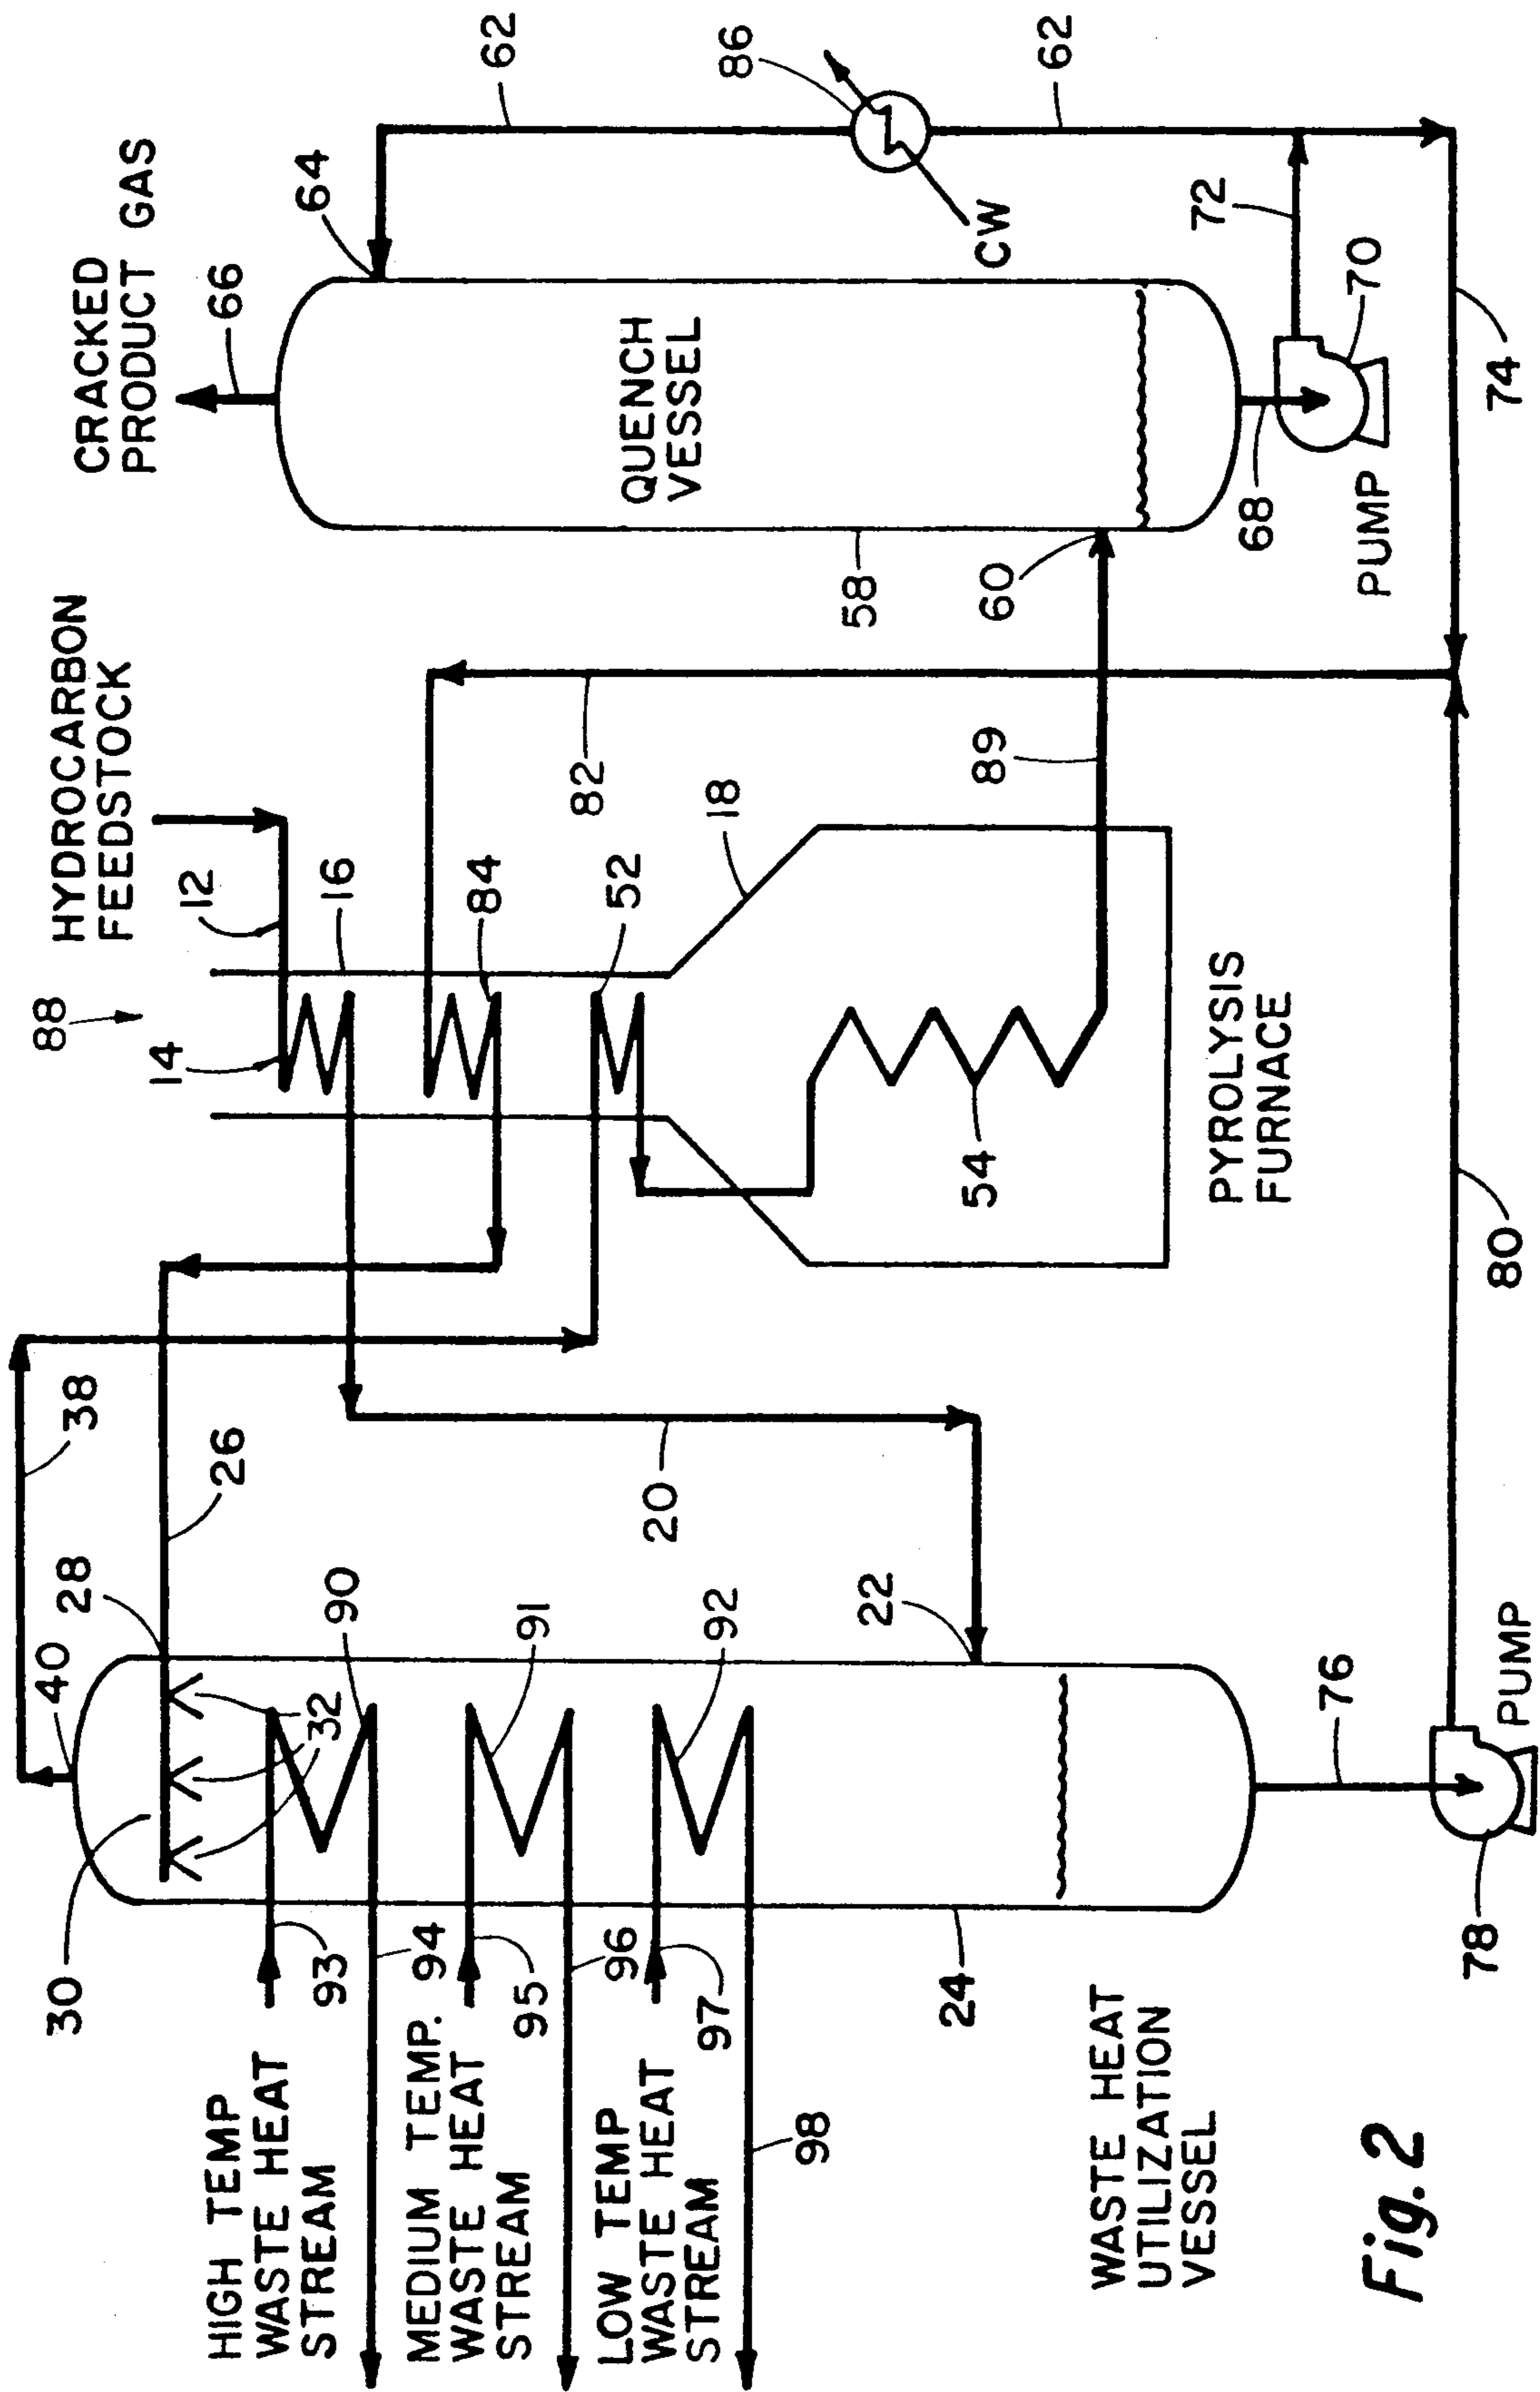 HIGH TEMP
WASTE HEAT
STREAM
MEDIUM TEMP.
WASTE HEAT
STREAM
LOW TEMP
WASTE HEAT
STREAM
WASTE HEAT
UTILIZATION
VESSEL
Fig. 2
98
30
93
94
95
96
97
24
78
PUMP
76
40
28
32
90
91
92
22
26
38
20
80
88
14
12
16
84
52
18
54
PYROLYSIS
FURNACE
HYDROCARBON
FEEDSTOCK
82
89
58
60
68
PUMP
70
72
74
QUENCH
VESSEL
CRACKED
PRODUCT GAS
66
64
62
86
CW
62